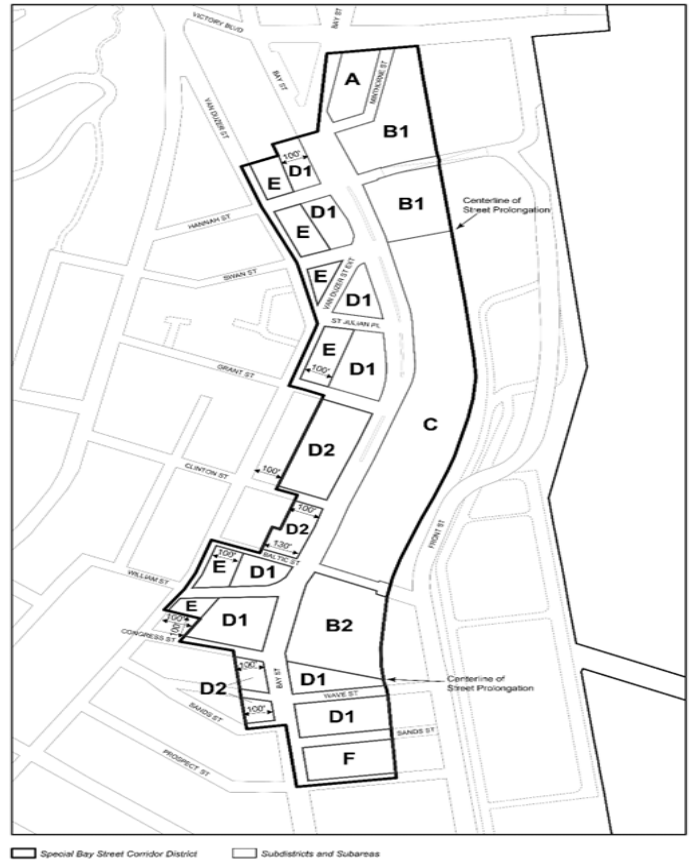 VICTORY BLVD
BAY ST
BAY ST
VAN DUZER ST
A
MINTHORNE ST
B1
100'
D1
E
B1
Centerline of
Street Prolongation
D1
E
HANNAH ST
SWAN ST
E
VAN DUZER ST EXT
D1
ST JULIAN PL
E
D1
100'
GRANT ST
C
D2
100'
CLINTON ST
100'
D2
130'
BALTIC ST
FRONT ST
100'
E
D1
WILLIAM ST
E
D1
100'
100'
CONGRESS ST
B2
100'
BAY ST
D1
Centerline of
Street Prolongation
D2
WAVE ST
100'
SANDS ST
D1
SANDS ST
F
PROSPECT ST
Special Bay Street Corridor District
Subdistricts and Subareas